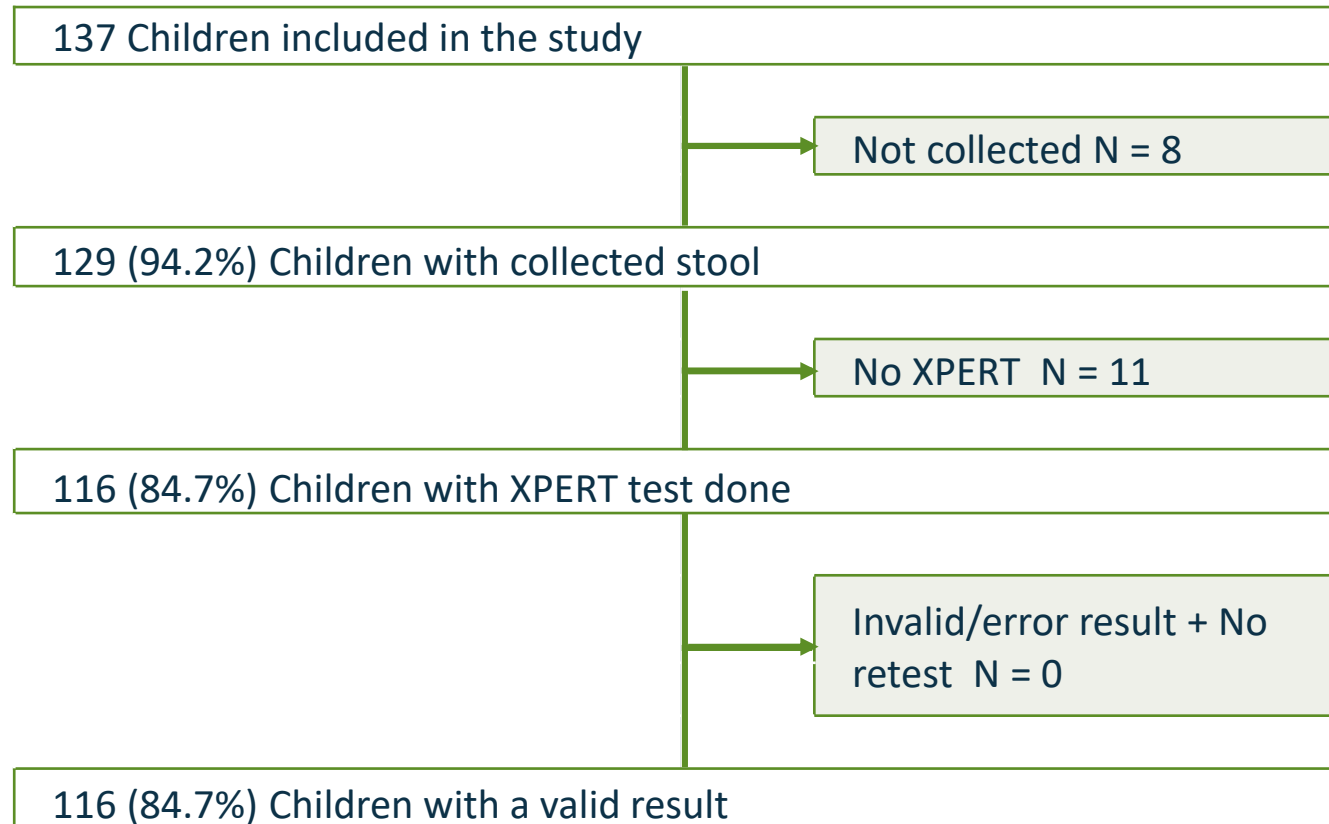 137 Children included in the study
Not collected N = 8
129 (94.2%) Children with collected stool
No XPERT N = 11
116 (84.7%) Children with XPERT test done
Invalid/error result + No
retest N = 0
116 (84.7%) Children with a valid result